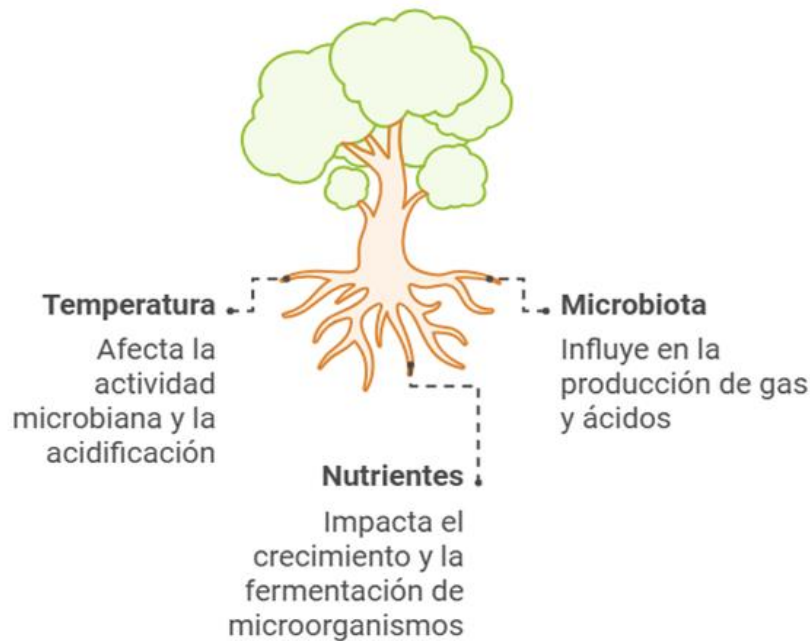 Temperatura
Afecta la
actividad
microbiana y la
acidificación
Microbiota
Influye en la
producción de gas
y ácidos
Nutrientes
Impacta el
crecimiento y la
fermentación de
microorganismos